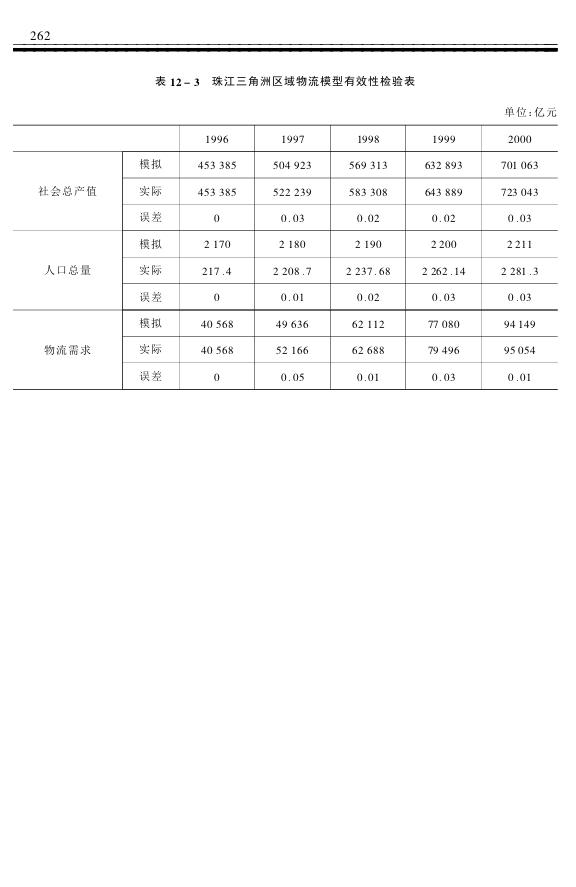 262
表 12－3 珠江三角洲区域物流模型有效性检验表
单位:亿元
1996 1997 1998 1999 2000
社会总产值 模拟 453 385 504 923 569 313 632 893 701 063
实际 453 385 522 239 583 308 643 889 723 043
误差 0 0.03 0.02 0.02 0.03
人口总量 模拟 2 170 2 180 2 190 2 200 2 211
实际 217.4 2 208.7 2 237.68 2 262.14 2 281.3
误差 0 0.01 0.02 0.03 0.03
物流需求 模拟 40 568 49 636 62 112 77 080 94 149
实际 40 568 52 166 62 688 79 496 95 054
误差 0 0.05 0.01 0.03 0.01